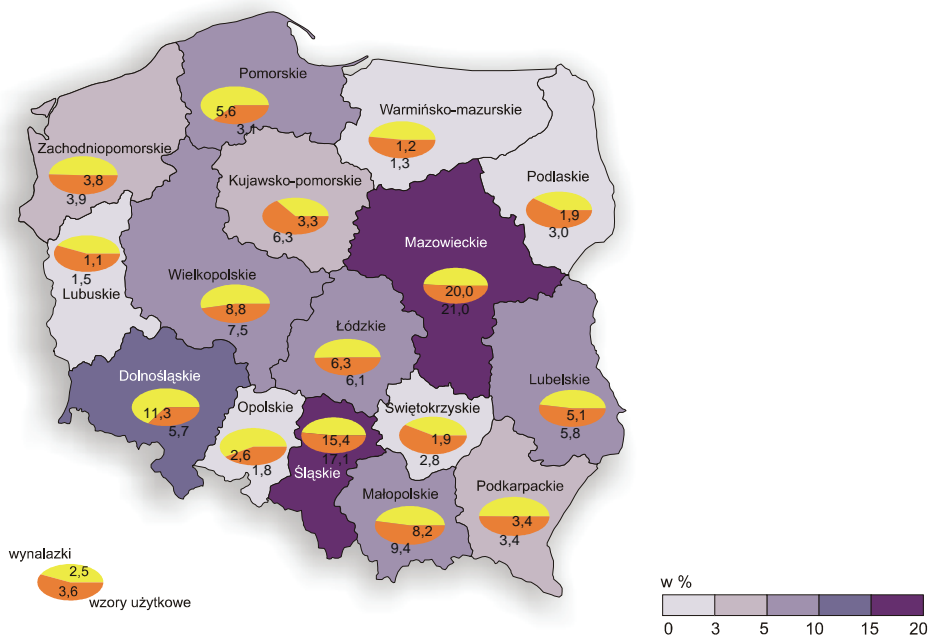 Pomorskie
5,6
3,1
Warmińsko-mazurskie
1,2
1,3
Zachodniopomorskie
3,8
3,9
Kujawsko-pomorskie
3,3
6,3
Podlaskie
1,9
3,0
Mazowieckie
20,0
21,0
1,1
1,5
Lubuskie
Wielkopolskie
8,8
7,5
Łódzkie
6,3
6,1
Dolnośląskie
11,3
5,7
Lubelskie
5,1
5,8
Opolskie
2,6
1,8
15,4
17,1
Śląskie
Świętokrzyskie
1,9
2,8
Małopolskie
8,2
9,4
Podkarpackie
3,4
3,4
wynalazki
2,5
3,6
wzory użytkowe
w %
0 3 5 10 15 20